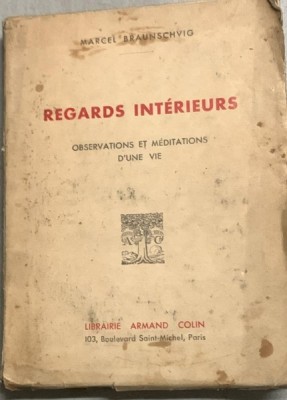 MARCEL BRAUNSCHVIG
REGARDS INTÉRIEURS
OBSERVATIONS ET MÉDITATIONS
D'UNE VIE
A C
LIBRAIRIE ARMAND COLIN
103, Boulevard Saint-Michel, Paris